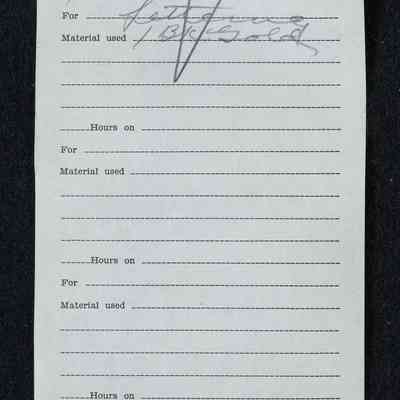 For Lettering
Material used 1 Bk Gold
Hours on
For
Material used
Hours on
For
Material used
Hours on